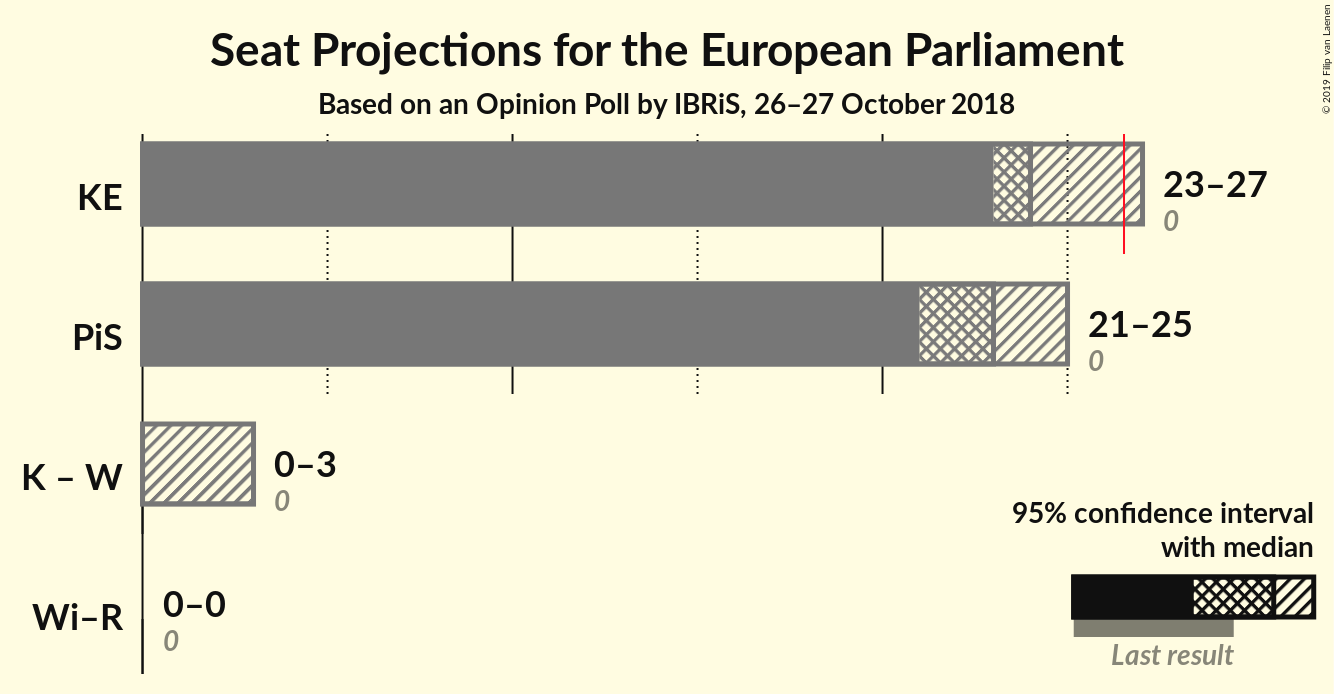 Seat Projections for the European Parliament
Based on an Opinion Poll by IBRiS, 26–27 October 2018
© 2019 Filip van Laenen
KE
23–27
0
PiS
21–25
0
K – W
0–3
0
Wi–R
0–0
0
95% confidence interval
with median
Last result